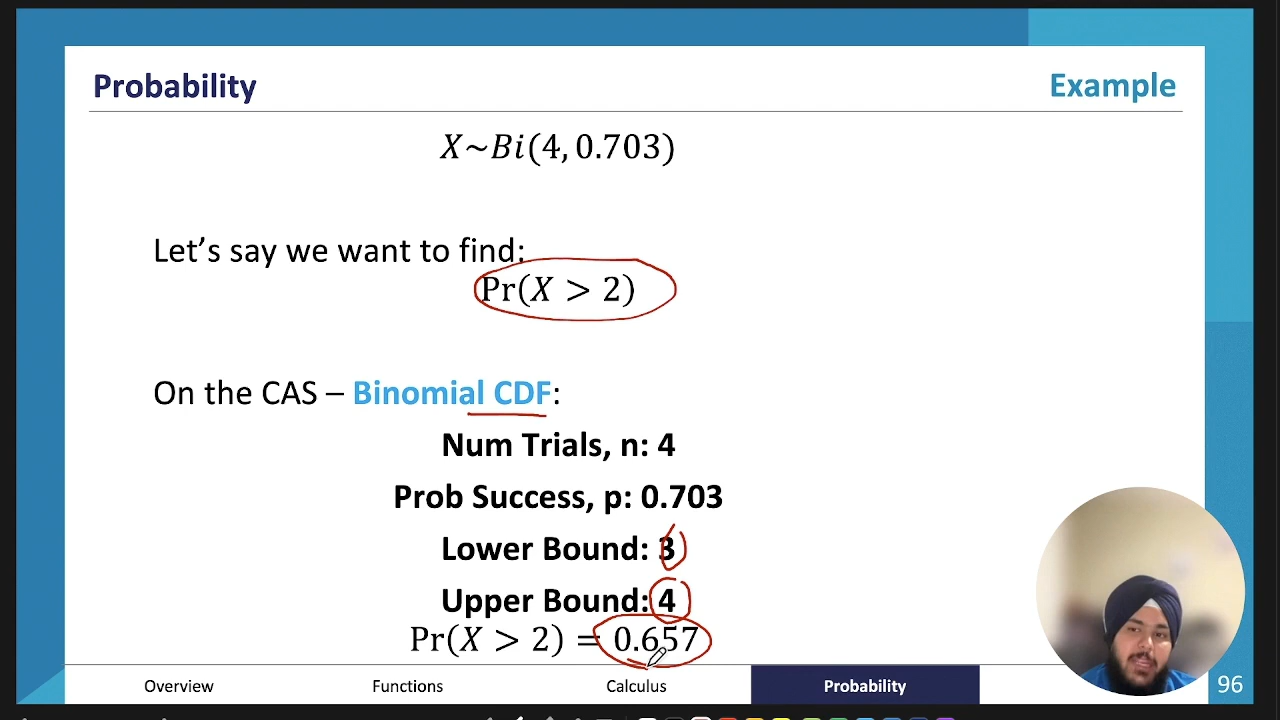 Probability
Example
X~Bi(4, 0.703)
Let's say we want to find:
Pr(X > 2)
On the CAS – Binomial CDF:
Num Trials, n: 4
Prob Success, p: 0.703
Lower Bound: 3
Upper Bound: 4
Pr(X > 2) = 0.657
Overview
Functions
Calculus
Probability
96